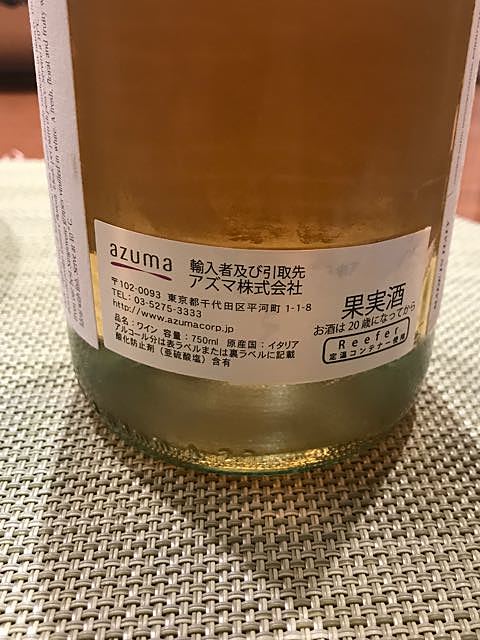 azuma
輸入者及び引取先
アズマ株式会社
〒102-0093 東京都千代田区平河町 1-1-8
TEL: 03-5275-3333
http://www.azumacorp.jp
品名：ワイン 容量：750ml 原産国：イタリア
アルコール分は表ラベルまたは裏ラベルに記載
酸化防止剤（亜硫酸塩）含有
果実酒
お酒は20歳になってから
Reefer
定温コンテナー使用